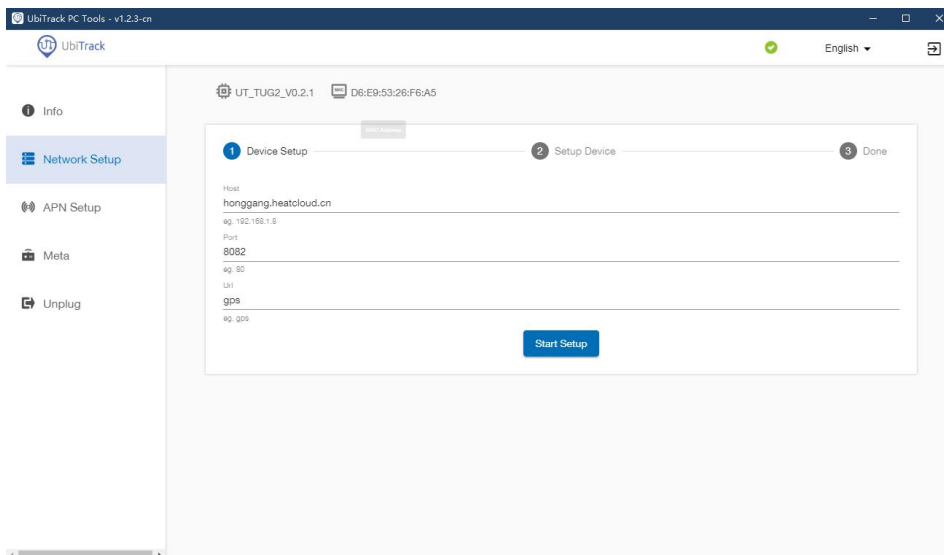 UbiTrack PC Tools - v1.2.3-cn
UbiTrack
English
UT_TUG2_V0.2.1
D6:E9:53:26:F6:A5
MAC Address
Info
Network Setup
APN Setup
Meta
Unplug
1 Device Setup
2 Setup Device
3 Done
Host
honggang.heatcloud.cn
eg. 192.168.1.8
Port
8082
eg. 80
Url
gps
eg. gps
Start Setup